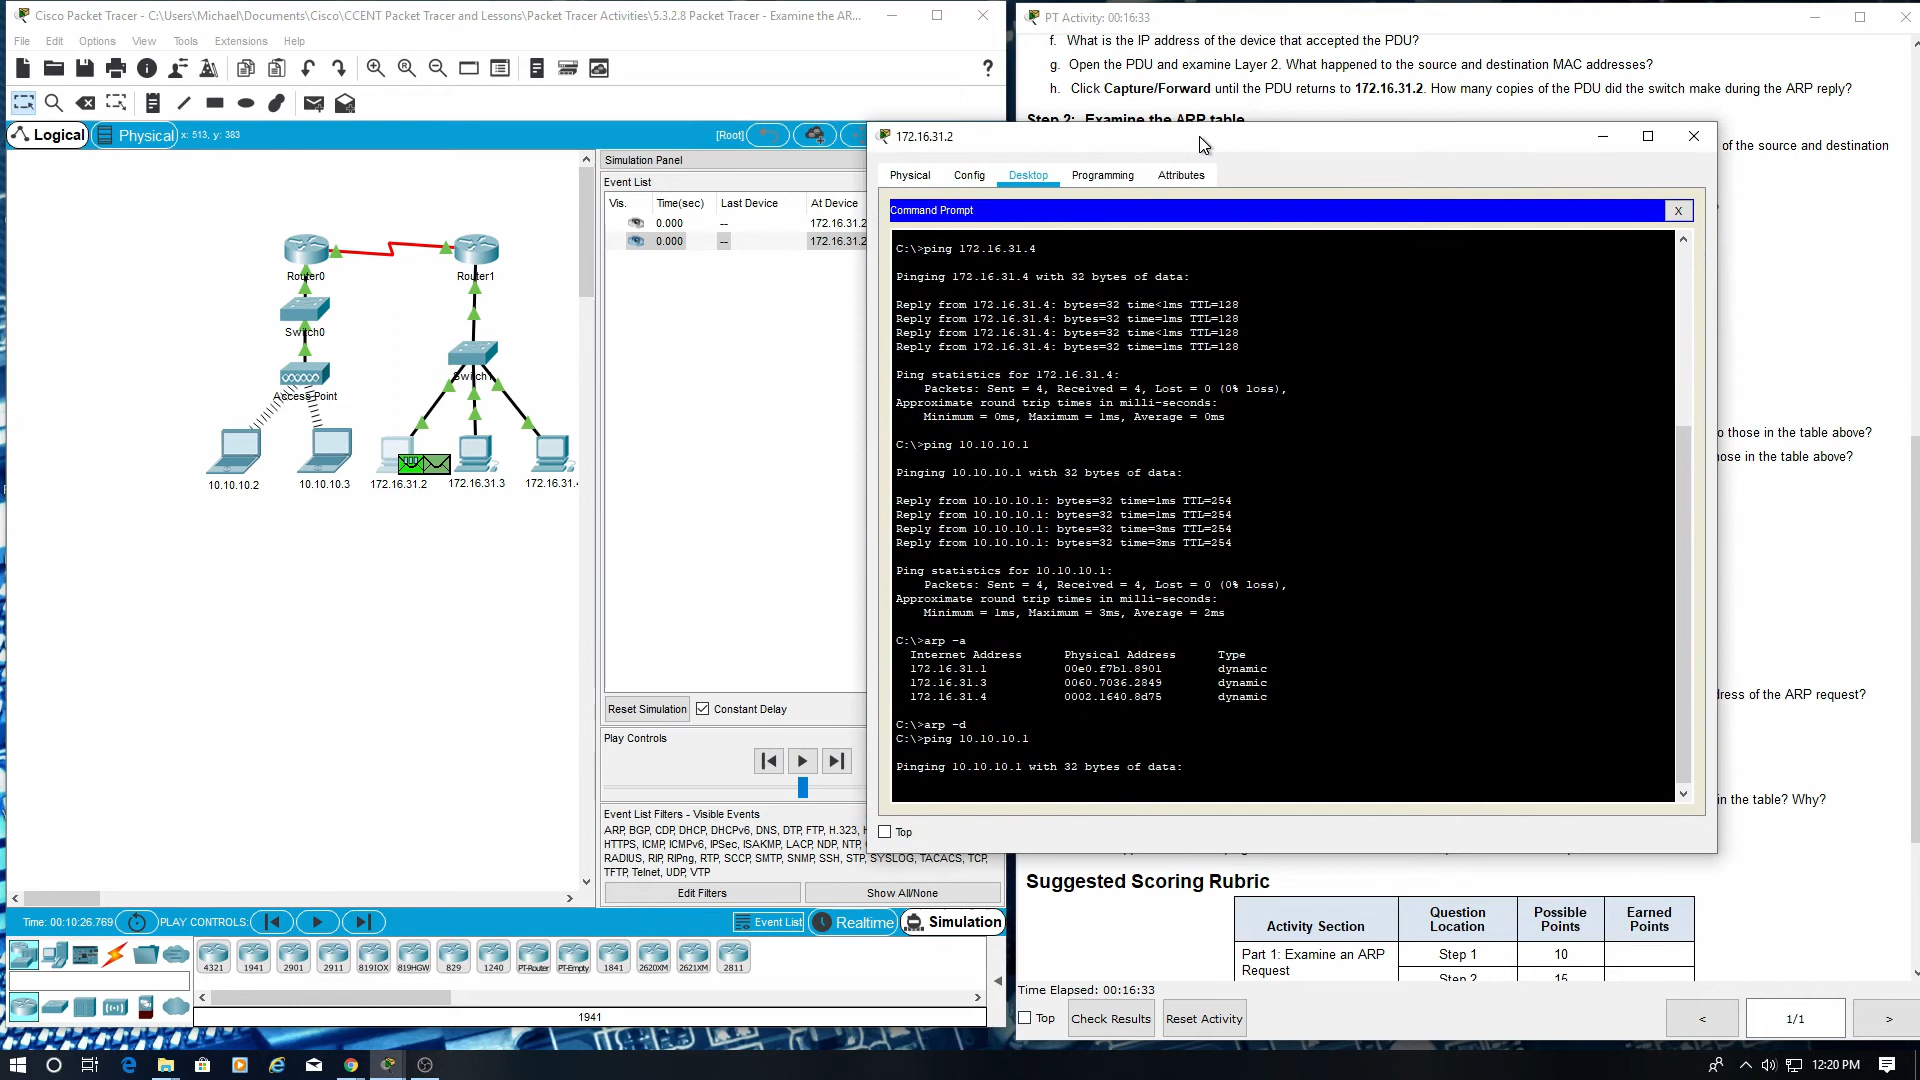 Cisco Packet Tracer - C:\Users\Michael\Documents\Cisco\CCENT Packet Tracer and Lessons\Packet Tracer Activities\5.3.2.8 Packet Tracer - Examine the AR...
File Edit Options View Tools Extensions Help
Logical
Physical
x: 513, y: 383
[Root]
Router0
Router1
Switch0
Access Point
10.10.10.2
10.10.10.3
172.16.31.2
172.16.31.3
Simulation Panel
Event List
Vis. Time(sec) Last Device At Device
0.000 -- 172.16.31.2
0.000 -- 172.16.31.2
Reset Simulation
Constant Delay
Play Controls
Event List Filters - Visible Events
ARP, BGP, CDP, DHCP, DHCPv6, DNS, DTP, FTP, H.323,
HTTPS, ICMP, ICMPv6, IPSec, ISAKMP, LACP, NDP,
RADIUS, RIP, RIPng, RTP, SCCP, SMTP, SNMP, SSH, STP, SYSLOG, TACACS, TCP,
TFTP, Telnet, UDP, VTP
Edit Filters
Show All/None
Time: 00:10:26.769
PLAY CONTROLS:
Event List
Realtime
Simulation
4321 1941 2901 2911 819IOX 819HGW 829 1240 PT-Router PT-Empty 1841 2620XM 2621XM 2811
1941
PT Activity: 00:16:33
f. What is the IP address of the device that accepted the PDU?
g. Open the PDU and examine Layer 2. What happened to the source and destination MAC addresses?
h. Click Capture/Forward until the PDU returns to 172.16.31.2. How many copies of the PDU did the switch make during the ARP reply?
Step 2: Examine the ARP table
of the source and destination
172.16.31.2
Physical Config Desktop Programming Attributes
Command Prompt
X
C:\>ping 172.16.31.4
Pinging 172.16.31.4 with 32 bytes of data:
Reply from 172.16.31.4: bytes=32 time<1ms TTL=128
Reply from 172.16.31.4: bytes=32 time=1ms TTL=128
Reply from 172.16.31.4: bytes=32 time<1ms TTL=128
Reply from 172.16.31.4: bytes=32 time=1ms TTL=128
Ping statistics for 172.16.31.4:
Packets: Sent = 4, Received = 4, Lost = 0 (0% loss),
Approximate round trip times in milli-seconds:
Minimum = 0ms, Maximum = 1ms, Average = 0ms
C:\>ping 10.10.10.1
Pinging 10.10.10.1 with 32 bytes of data:
Reply from 10.10.10.1: bytes=32 time=1ms TTL=254
Reply from 10.10.10.1: bytes=32 time=1ms TTL=254
Reply from 10.10.10.1: bytes=32 time=3ms TTL=254
Reply from 10.10.10.1: bytes=32 time=3ms TTL=254
Ping statistics for 10.10.10.1:
Packets: Sent = 4, Received = 4, Lost = 0 (0% loss),
Approximate round trip times in milli-seconds:
Minimum = 1ms, Maximum = 3ms, Average = 2ms
C:\>arp -a
Internet Address Physical Address Type
172.16.31.1 00e0.f7b1.8901 dynamic
172.16.31.3 0060.7036.2849 dynamic
172.16.31.4 0002.1640.8d75 dynamic
C:\>arp -d
C:\>ping 10.10.10.1
Pinging 10.10.10.1 with 32 bytes of data:
Top
those in the table above?
in the table above?
of the ARP request?
in the table? Why?
Suggested Scoring Rubric
Activity Section
Question Location
Possible Points
Earned Points
Part 1: Examine an ARP Request
Step 1 10
Step 2 15
Time Elapsed: 00:16:33
Top
Check Results
Reset Activity
<
1/1
>
12:20 PM